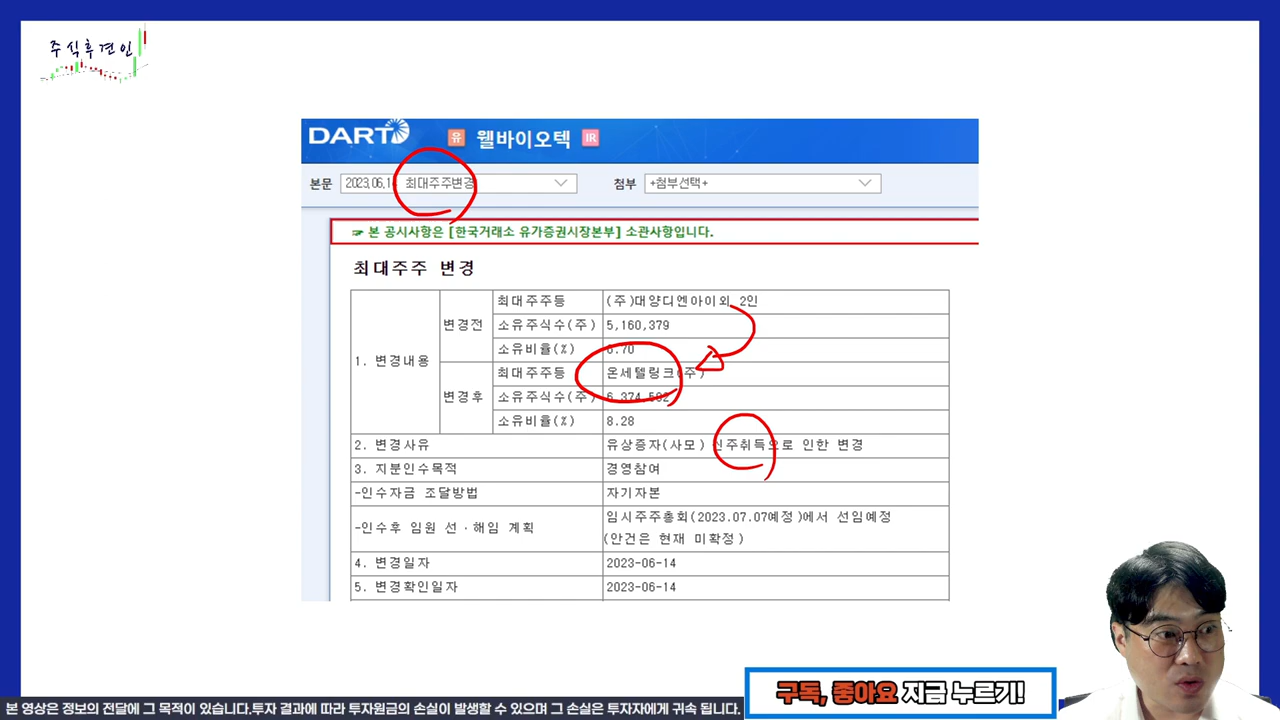 주식후견인
DART 유 웰바이오텍 IR
본문 2023.06.1 최대주주변경 첨부 +첨부선택+
☞ 본 공시사항은 [한국거래소 유가증권시장본부] 소관사항입니다.
최대주주 변경
1. 변경내용 변경전 최대주주등 (주)대양디엔아이외 2인
소유주식수(주) 5,160,379
소유비율(%) 6.70
변경후 최대주주등 온세텔링크(주)
소유주식수(주) 6,374,502
소유비율(%) 8.28
2. 변경사유 유상증자(사모) 신주취득으로 인한 변경
3. 지분인수목적 경영참여
-인수자금 조달방법 자기자본
-인수후 임원 선·해임 계획 임시주주총회(2023.07.07예정)에서 선임예정
(안건은 현재 미확정)
4. 변경일자 2023-06-14
5. 변경확인일자 2023-06-14
구독, 좋아요 지금 누르기!
본 영상은 정보의 전달에 그 목적이 있습니다.투자 결과에 따라 투자원금의 손실이 발생할 수 있으며 그 손실은 투자자에게 귀속 됩니다.